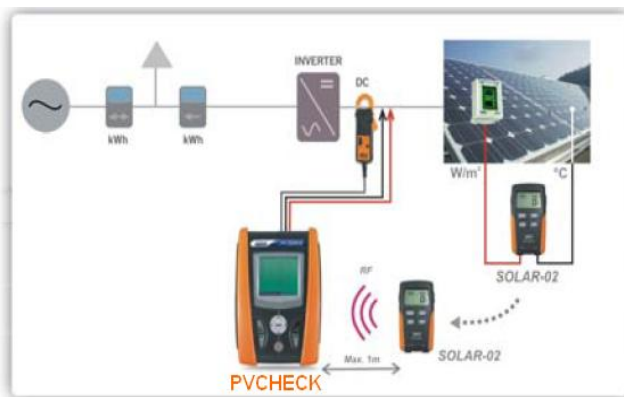 INVERTER
DC
kWh
kWh
W/m²
°C
SOLAR-02
RF
Max. 1m
SOLAR-02
PVCHECK